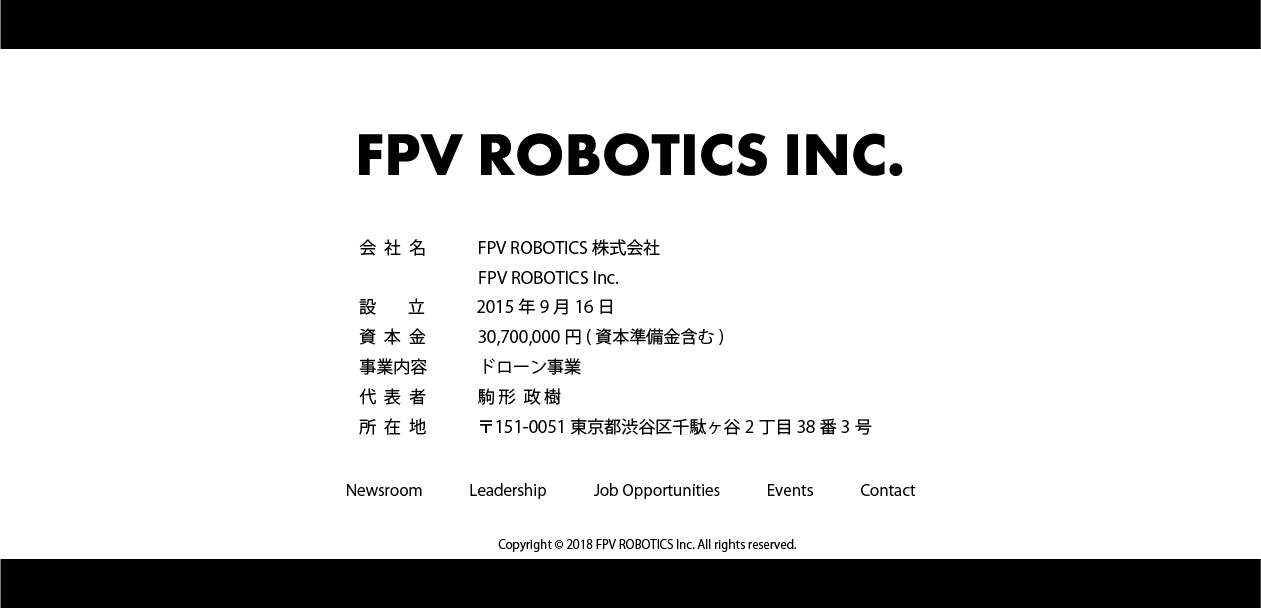 FPV ROBOTICS INC.
会社名 FPV ROBOTICS 株式会社
FPV ROBOTICS Inc.
設立 2015 年 9 月 16 日
資本金 30,700,000 円 ( 資本準備金含む )
事業内容 ドローン事業
代表者 駒形 政樹
所在地 〒151-0051 東京都渋谷区千駄ヶ谷 2 丁目 38 番 3 号
Newsroom Leadership Job Opportunities Events Contact
Copyright © 2018 FPV ROBOTICS Inc. All rights reserved.